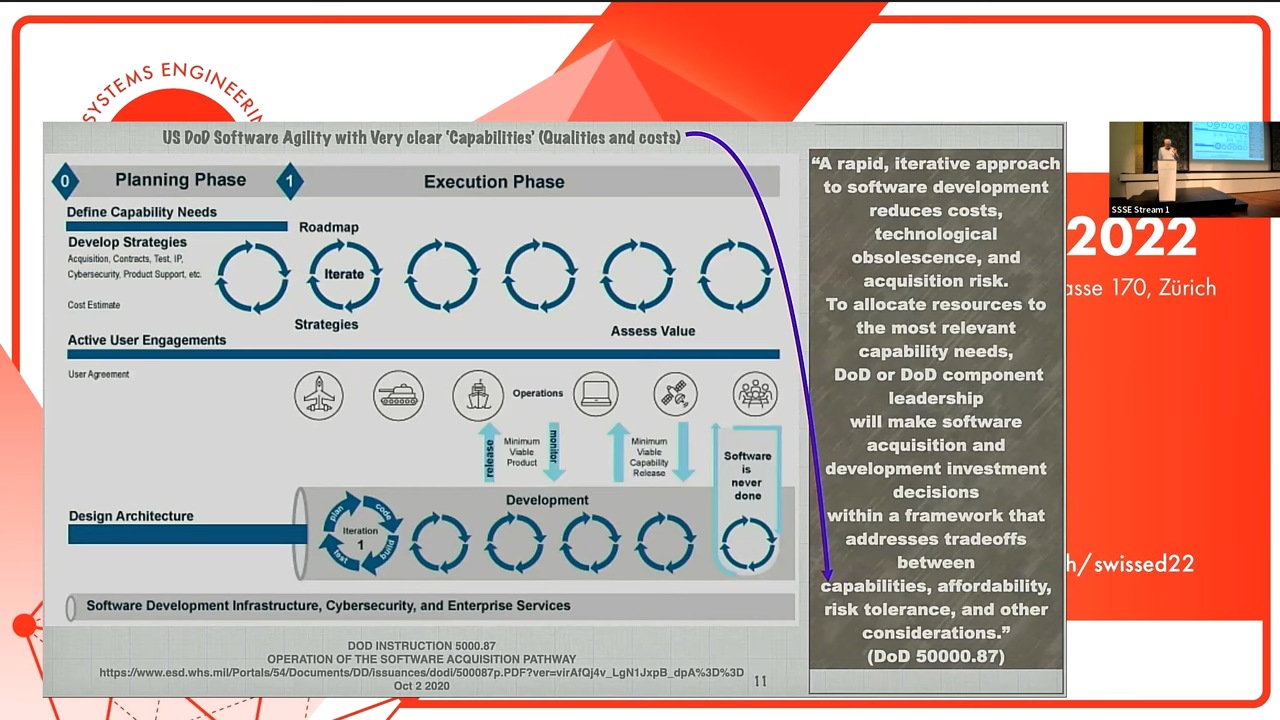 SYSTEMS ENGINEERIN
US DoD Software Agility with Very clear 'Capabilities' (Qualities and costs)
0
Planning Phase
1
Execution Phase
Define Capability Needs
Roadmap
Develop Strategies
Acquisition, Contracts, Test, IP,
Cybersecurity, Product Support, etc.
Iterate
Cost Estimate
Strategies
Assess Value
Active User Engagements
User Agreement
Operations
release
Minimum
Viable
Product
monitor
Minimum
Viable
Capability
Release
Software
is
never
done
Design Architecture
Development
plan
code
build
test
Iteration
1
Software Development Infrastructure, Cybersecurity, and Enterprise Services
DOD INSTRUCTION 5000.87
OPERATION OF THE SOFTWARE ACQUISITION PATHWAY
https://www.esd.whs.mil/Portals/54/Documents/DD/issuances/dodi/500087p.PDF?ver=virAfQj4v_LgN1JxpB_dpA%3D%3D
Oct 2 2020
11
“A rapid, iterative approach
to software development
reduces costs,
technological
obsolescence, and
acquisition risk.
To allocate resources to
the most relevant
capability needs,
DoD or DoD component
leadership
will make software
acquisition and
development investment
decisions
within a framework that
addresses tradeoffs
between
capabilities, affordability,
risk tolerance, and other
considerations.”
(DoD 50000.87)
SSSE Stream 1
2022
asse 170, Zürich
h/swissed22